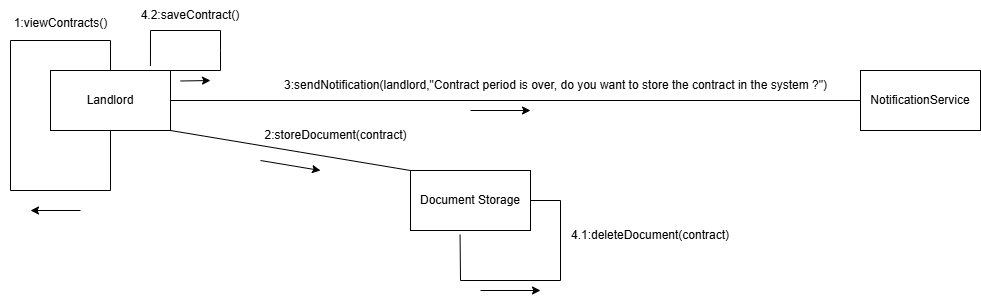 4.2:saveContract()
1:viewContracts()
3:sendNotification(landlord,"Contract period is over, do you want to store the contract in the system ?")
Landlord
NotificationService
2:storeDocument(contract)
Document Storage
4.1:deleteDocument(contract)